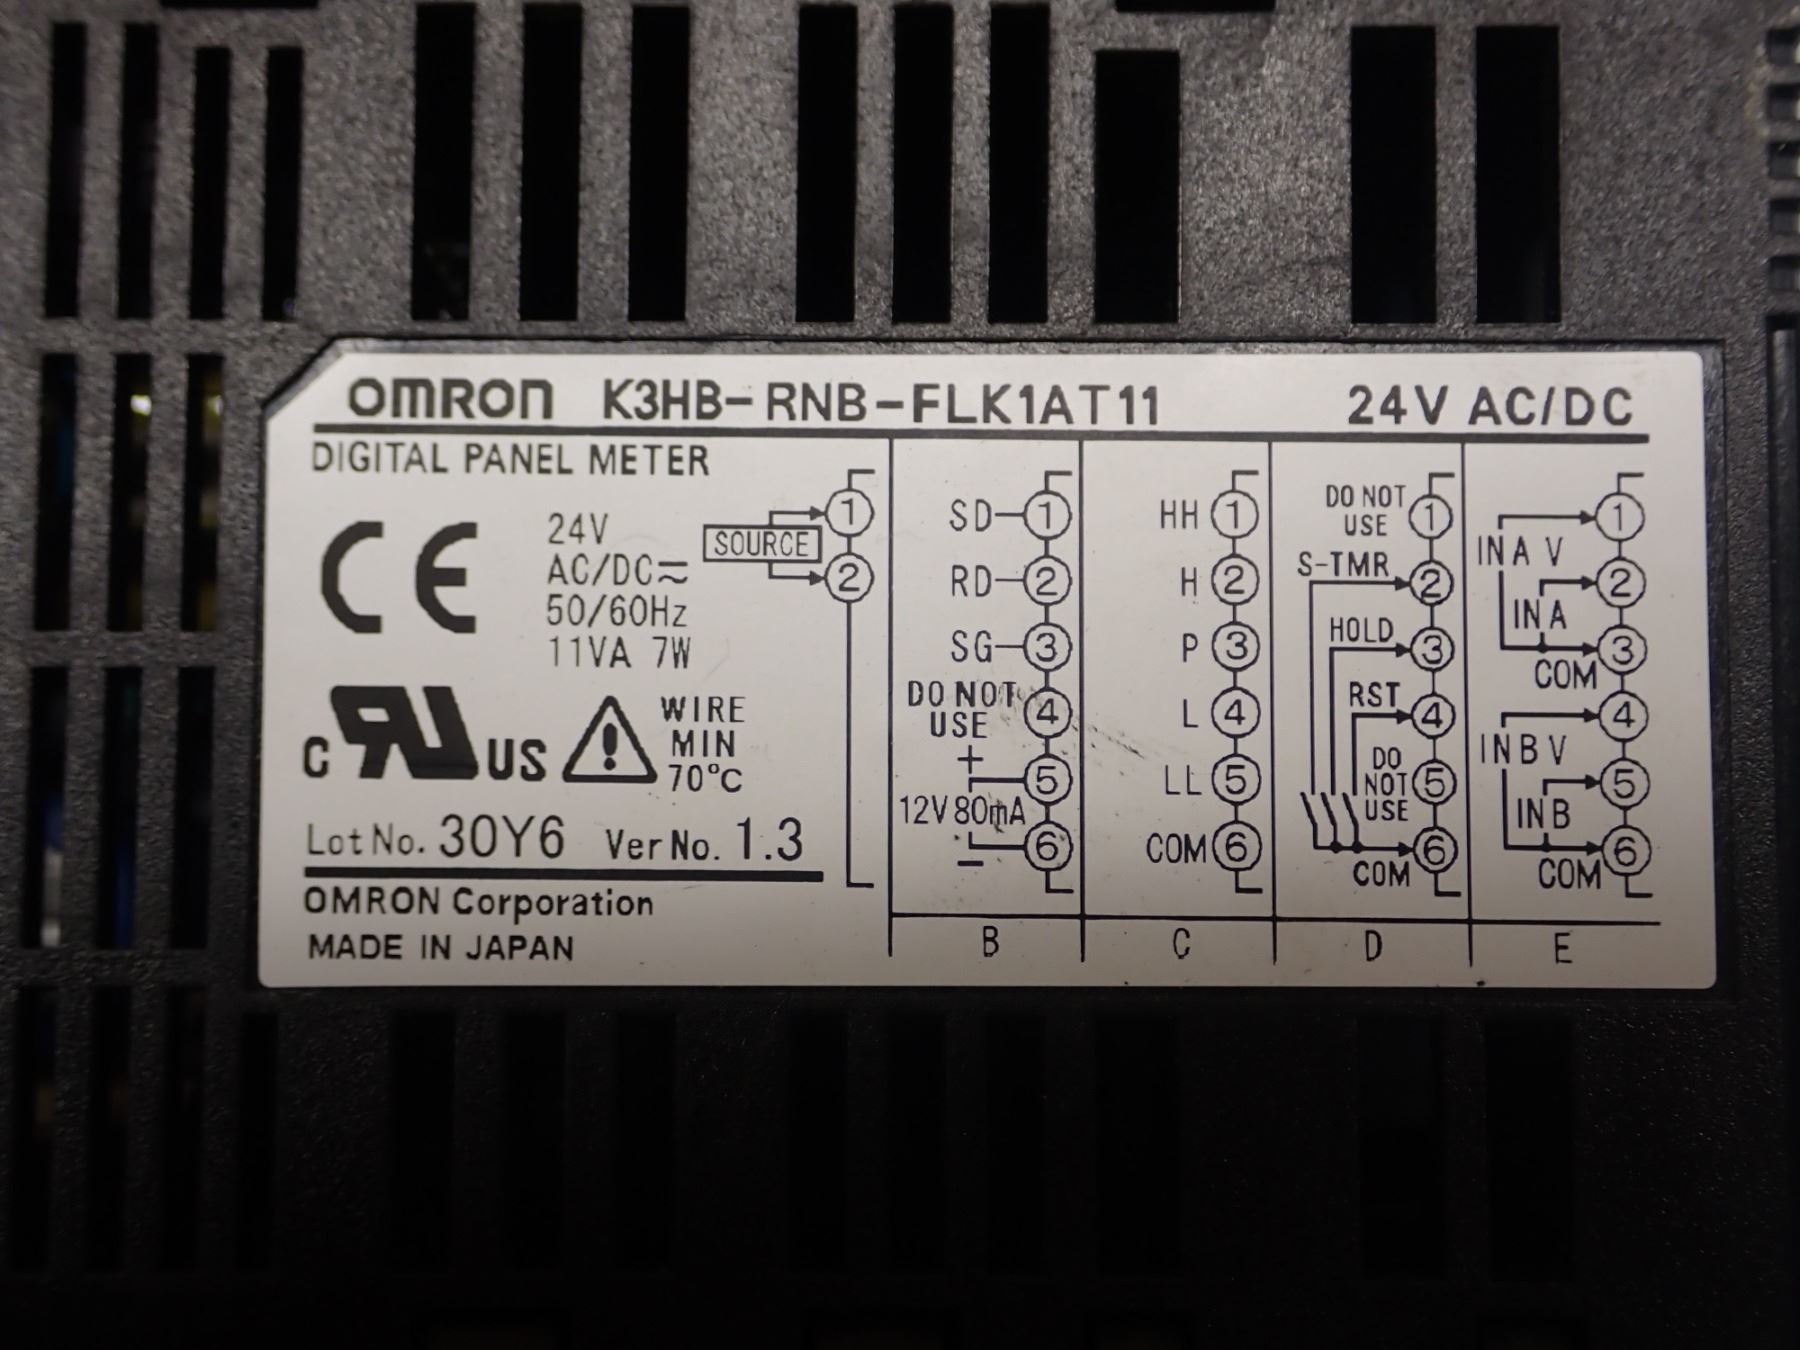 OMRON K3HB-RNB-FLK1AT11 24V AC/DC
DIGITAL PANEL METER
CE
24V
AC/DC
50/60Hz
11VA 7W
SOURCE
1
2
C RU US
WIRE
MIN
70°C
Lot No. 30Y6 Ver No. 1.3
OMRON Corporation
MADE IN JAPAN
SD 1
RD 2
SG 3
DO NOT
USE 4
+ 5
12V 80mA
- 6
B
HH 1
H 2
P 3
L 4
LL 5
COM 6
C
DO NOT
USE 1
S-TMR 2
HOLD 3
RST 4
DO
NOT 5
USE
COM 6
D
1
IN A V
2
IN A
3
COM
4
IN B V
5
IN B
6
COM
E